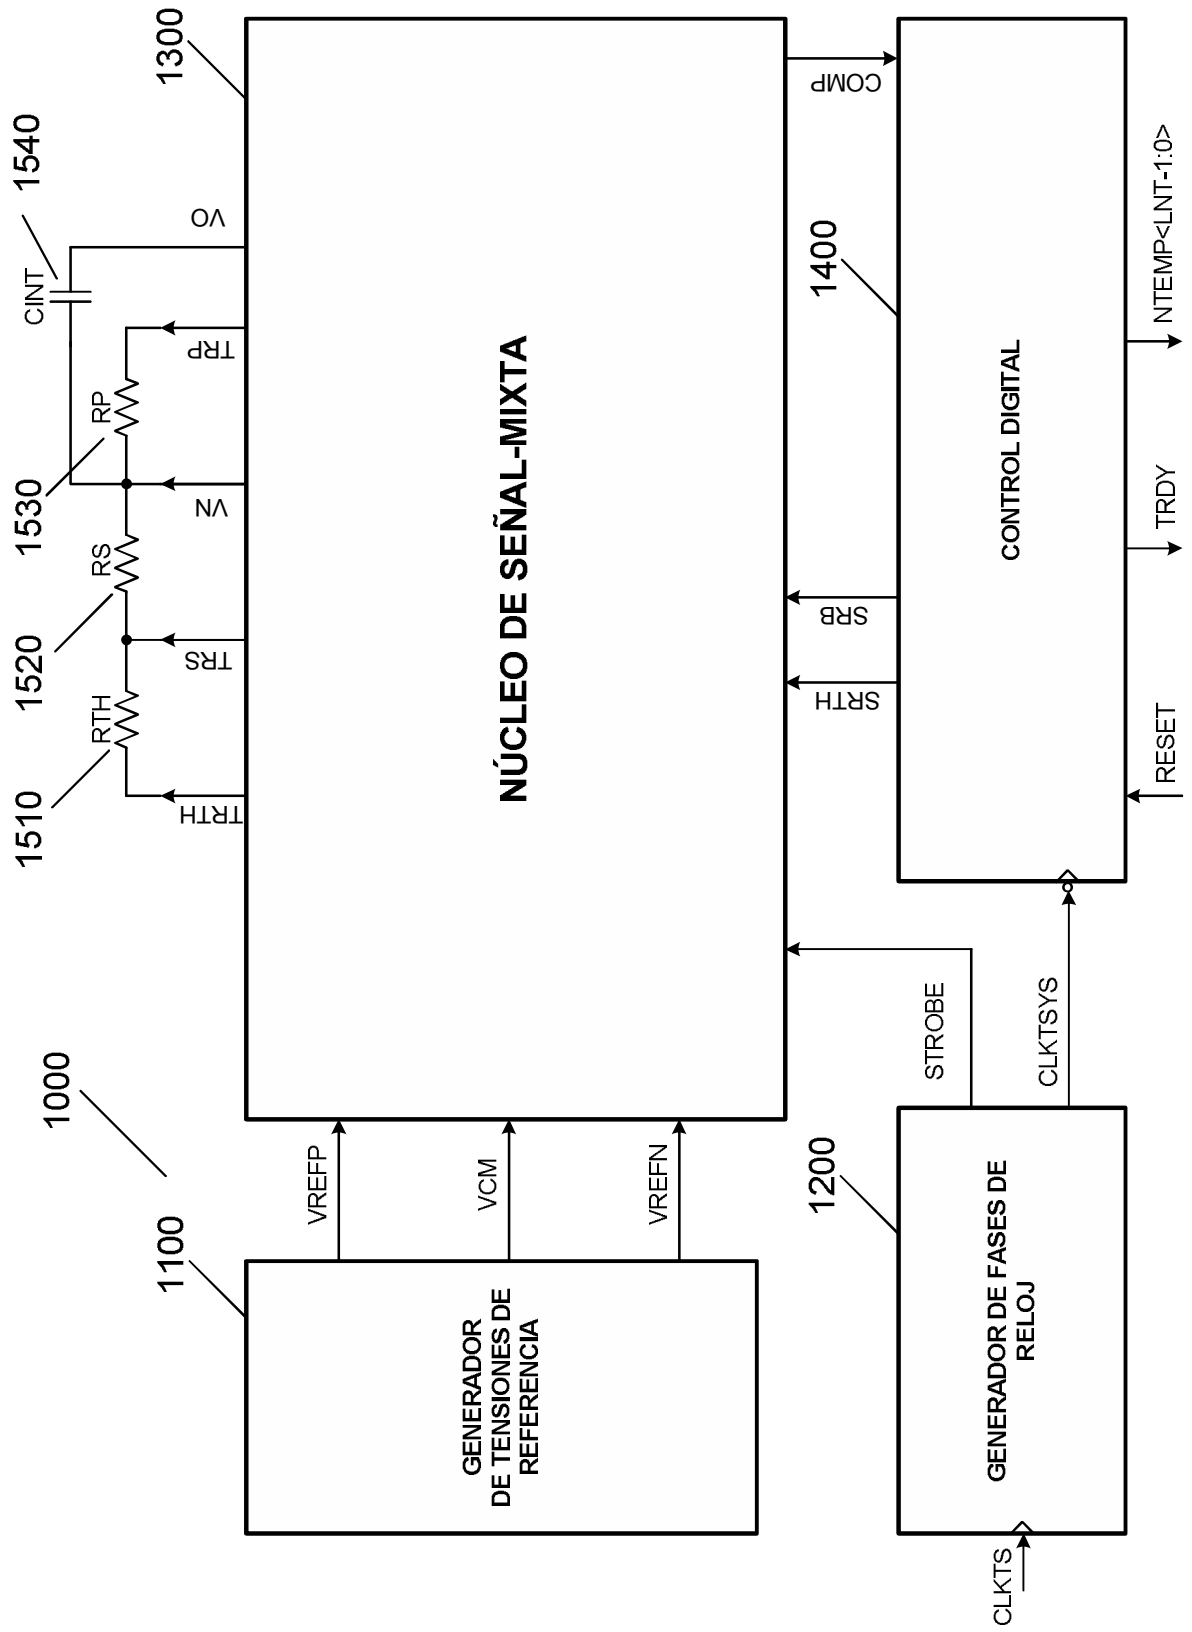 1000
1510
1520
1530
1540
RTH
RS
RP
CINT
1300
TRTH
TRS
VN
TRP
VO
1100
VREFP
VCM
VREFN
GENERADOR
DE TENSIONES DE
REFERENCIA
NÚCLEO DE SEÑAL-MIXTA
SRTH
SRB
COMP
1200
STROBE
1400
CLKTSYS
GENERADOR DE FASES DE
RELOJ
CONTROL DIGITAL
CLKTS
RESET
TRDY
NTEMP<LNT-1:0>